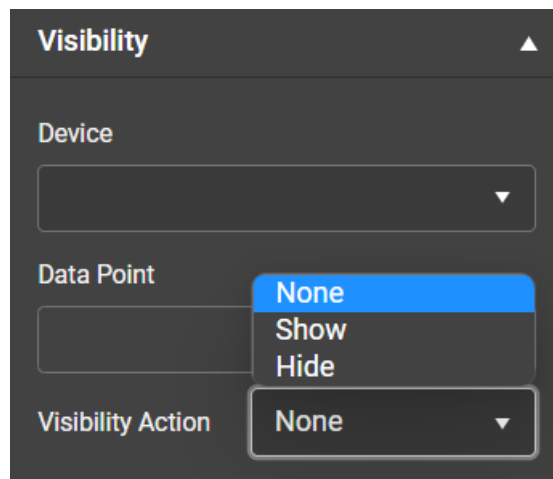 Visibility
Device
Data Point
None
Show
Hide
Visibility Action
None